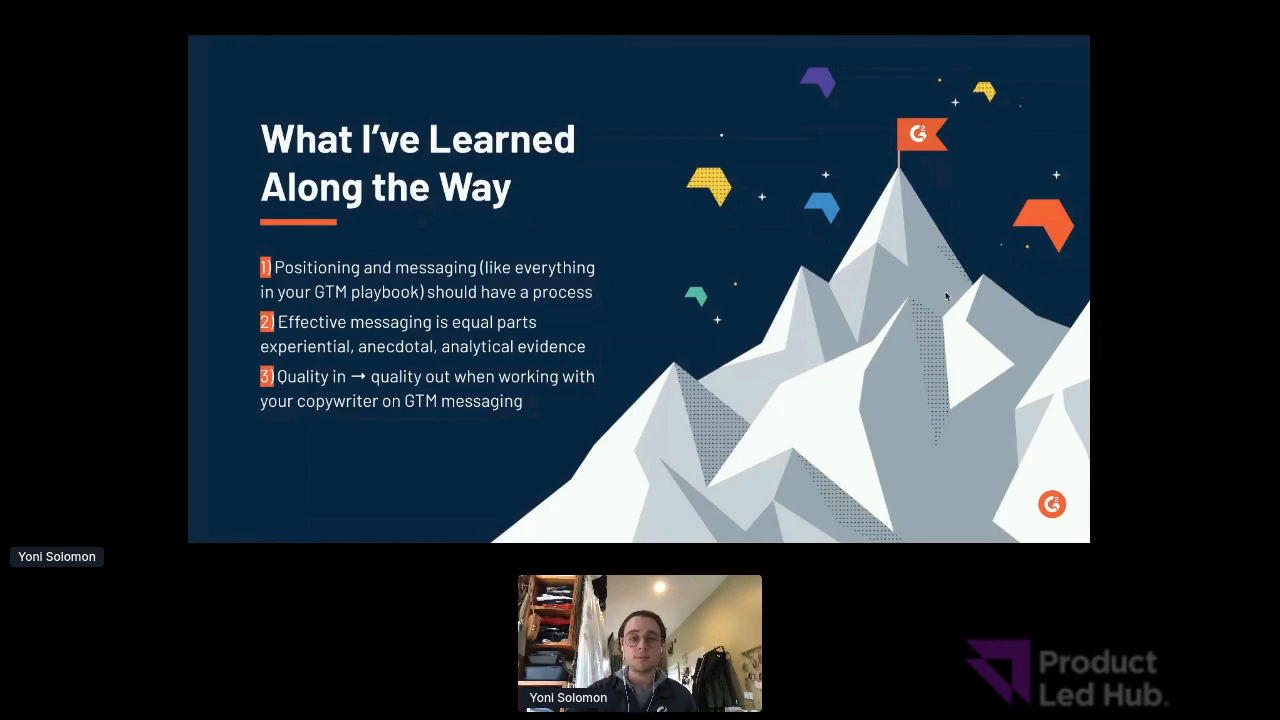 What I’ve Learned
Along the Way
1) Positioning and messaging (like everything
in your GTM playbook) should have a process
2) Effective messaging is equal parts
experiential, anecdotal, analytical evidence
3) Quality in → quality out when working with
your copywriter on GTM messaging
Yoni Solomon
Yoni Solomon
Product
Led Hub.